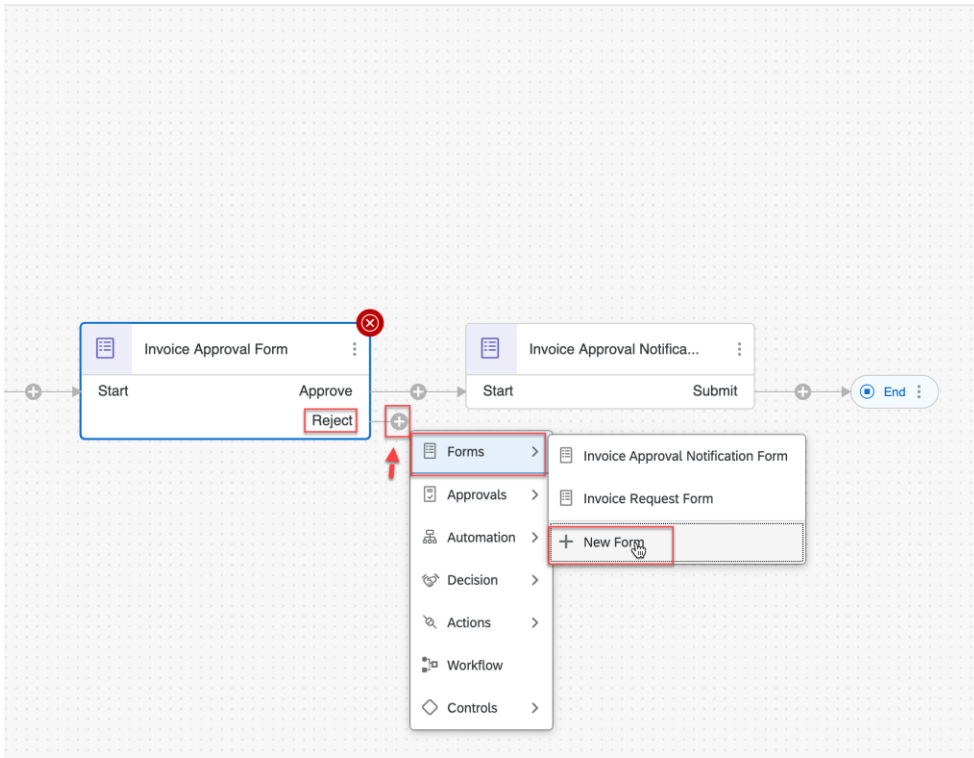 Invoice Approval Form
Start
Approve
Reject
Invoice Approval Notifica...
Start
Submit
End
Forms
Approvals
Automation
Decision
Actions
Workflow
Controls
Invoice Approval Notification Form
Invoice Request Form
New Form